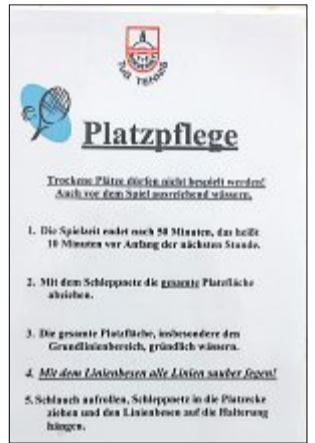 TuS TENNIS
Platzpflege
Trockene Plätze dürfen nicht bespielt werden!
Auch vor dem Spiel ausreichend wässern.
1. Die Spielzeit endet nach 50 Minuten, das heißt
10 Minuten vor Anfang der nächsten Stunde.
2. Mit dem Schleppnetz die gesamte Platzfläche
abziehen.
3. Die gesamte Platzfläche, insbesondere den
Grundlinienbereich, gründlich wässern.
4. Mit dem Linienbesen alle Linien sauber fegen!
5. Schlauch aufrollen, Schleppnetz in die Platzecke
ziehen und den Linienbesen auf die Halterung
hängen.